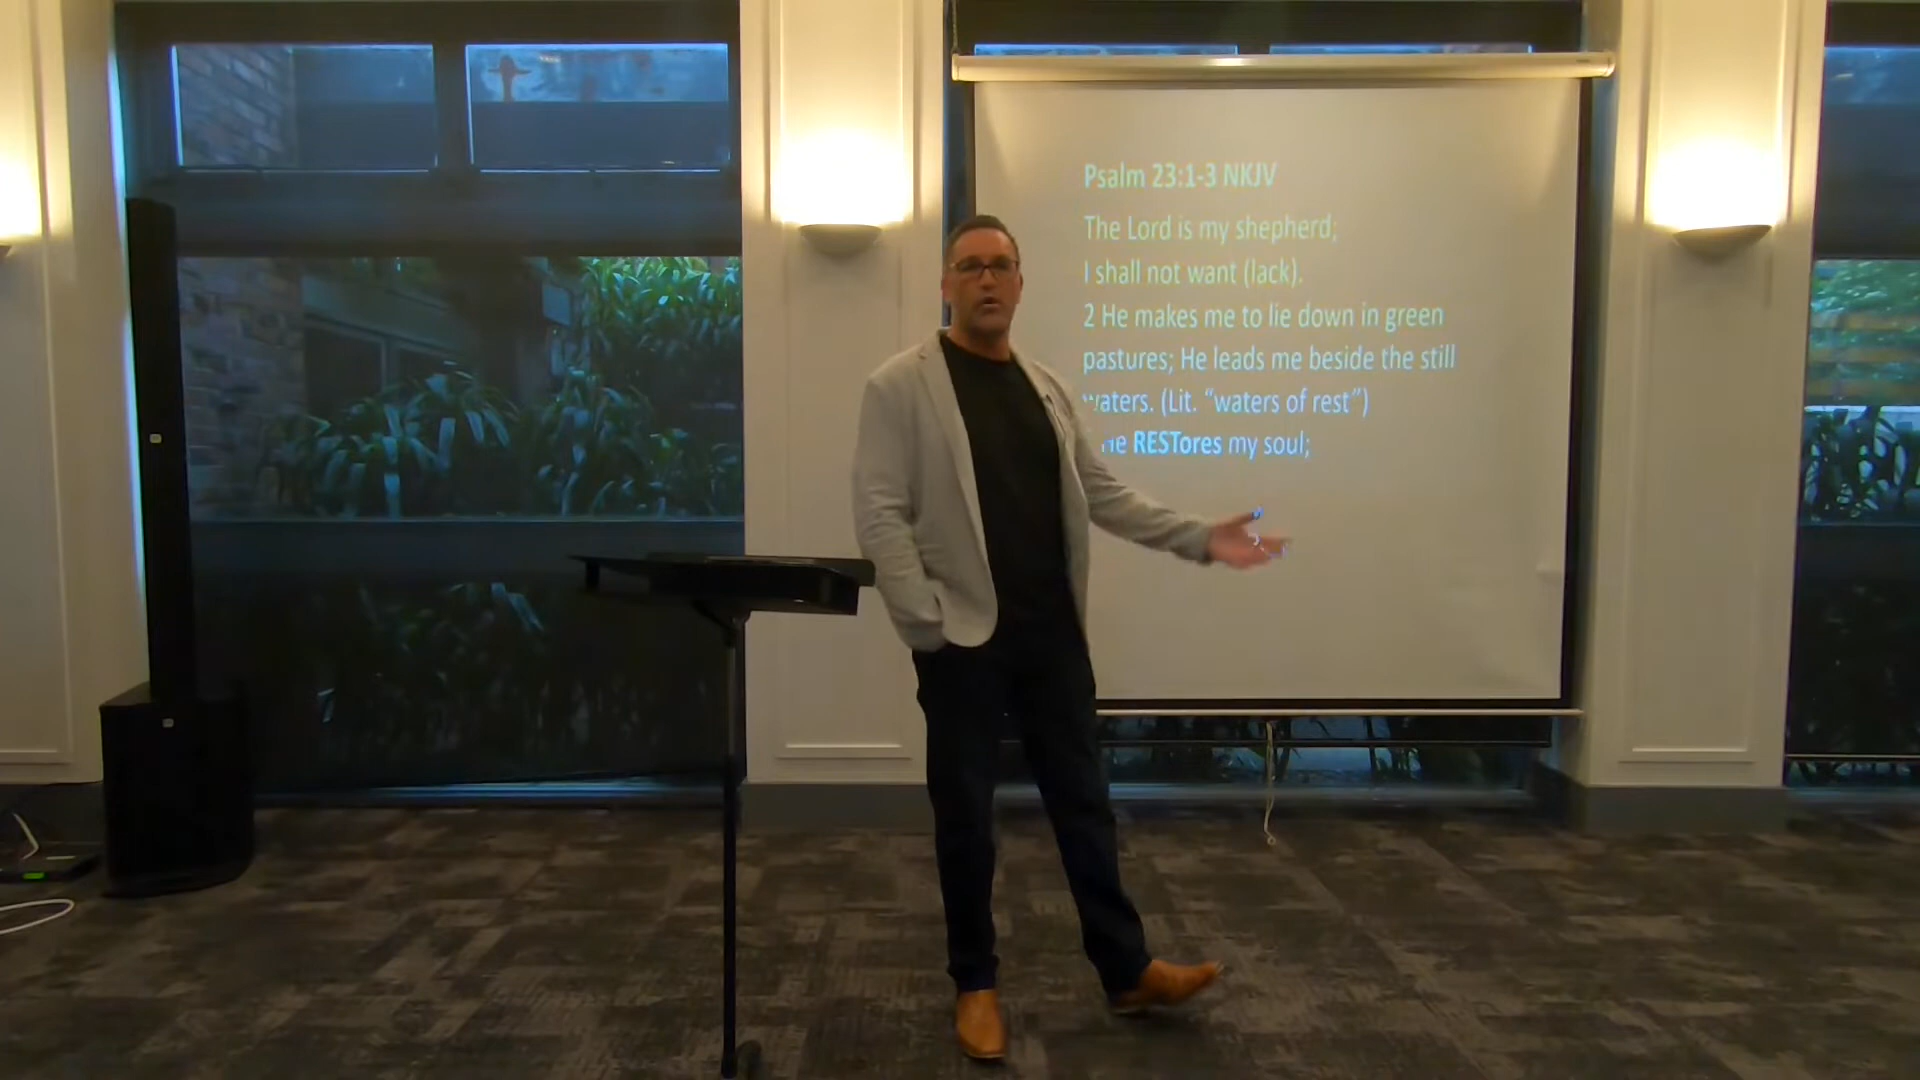 Psalm 23:1-3 NKJV
The Lord is my shepherd;
I shall not want (lack).
2 He makes me to lie down in green
pastures; He leads me beside the still
waters. (Lit. “waters of rest”)
He RESTores my soul;